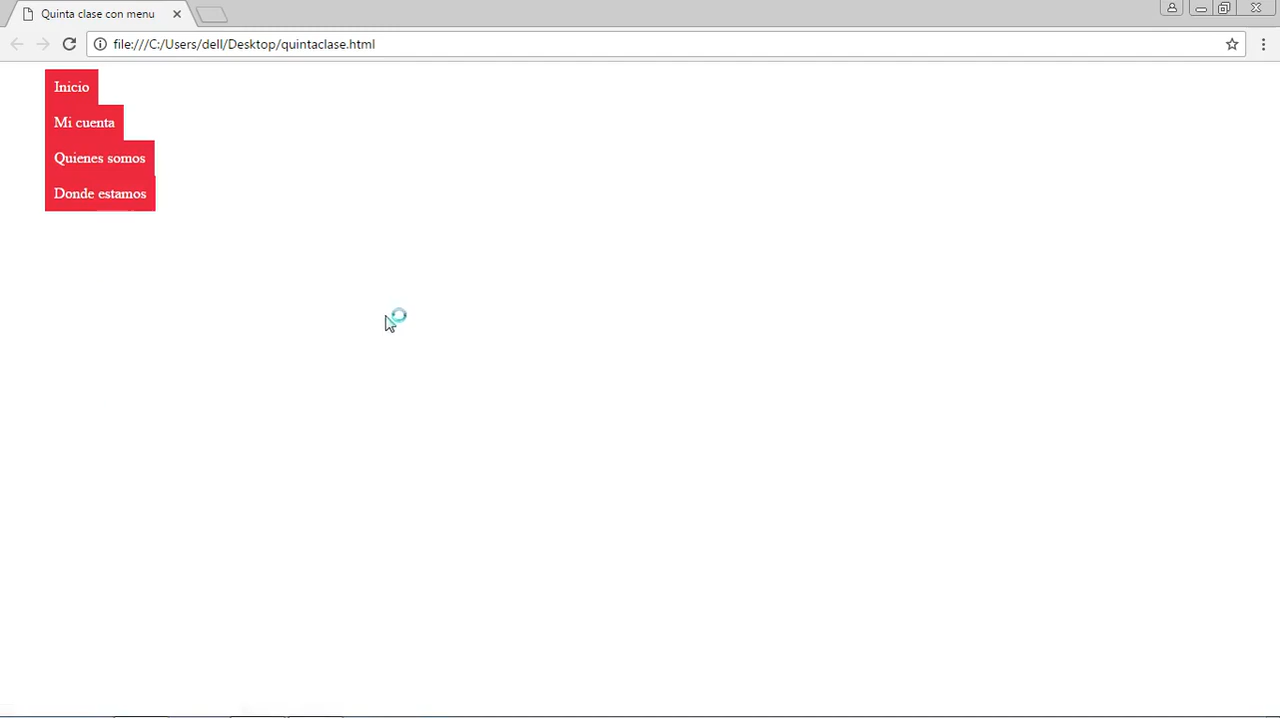 Quinta clase con menu
file:///C:/Users/dell/Desktop/quintaclase.html
Inicio
Mi cuenta
Quienes somos
Donde estamos